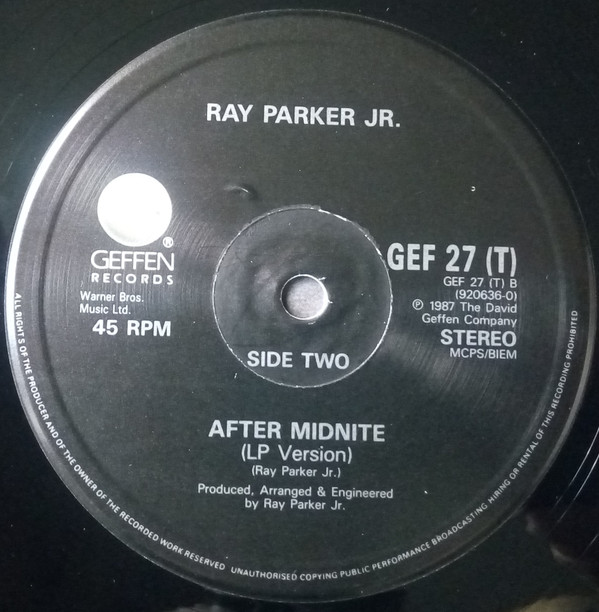 RAY PARKER JR.
®
GEFFEN
RECORDS
Warner Bros.
Music Ltd.
45 RPM
GEF 27 (T)
GEF 27 (T) B
(920636-0)
℗ 1987 The David
Geffen Company
STEREO
MCPS/BIEM
SIDE TWO
AFTER MIDNITE
(LP Version)
(Ray Parker Jr.)
Produced, Arranged & Engineered
by Ray Parker Jr.
ALL RIGHTS OF THE PRODUCER AND OF THE OWNER OF THE RECORDED WORK RESERVED UNAUTHORISED COPYING PUBLIC PERFORMANCE BROADCASTING HIRING OR RENTAL OF THIS RECORDING PROHIBITED